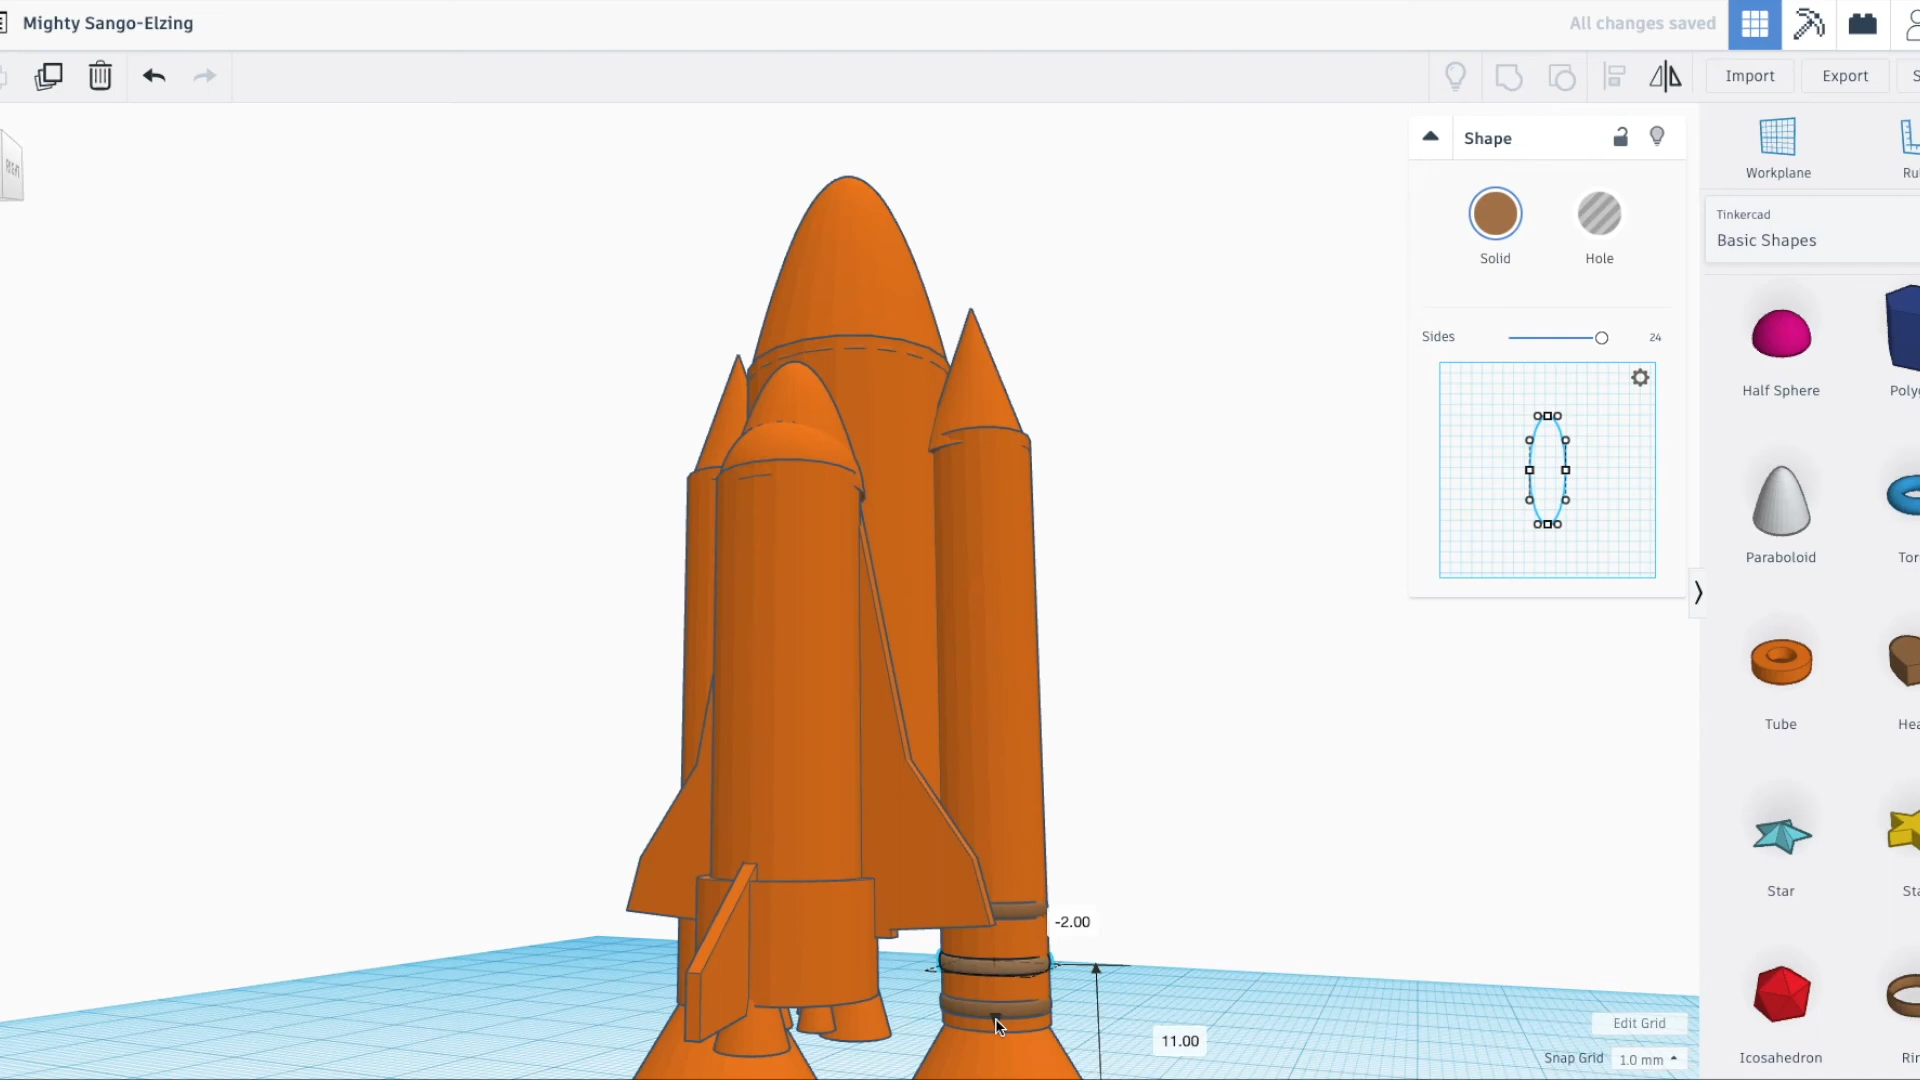 Mighty Sango-Elzing
All changes saved
Import
Export
Shape
Workplane
Solid
Hole
Tinkercad
Basic Shapes
Sides
24
Half Sphere
Paraboloid
Tube
Star
-2.00
11.00
Edit Grid
Snap Grid
1.0 mm
Icosahedron